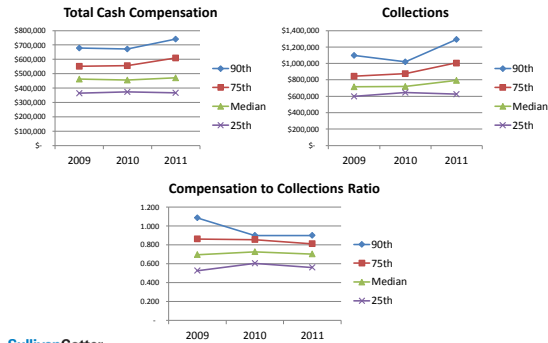 Total Cash Compensation
$800,000
$700,000
$600,000
$500,000
$400,000
$300,000
$200,000
$100,000
$-
2009 2010 2011
90th
75th
Median
25th
Collections
$1,400,000
$1,200,000
$1,000,000
$800,000
$600,000
$400,000
$200,000
$-
2009 2010 2011
90th
75th
Median
25th
Compensation to Collections Ratio
1.200
1.000
0.800
0.600
0.400
0.200
-
2009 2010 2011
90th
75th
Median
25th
SullivanCotter